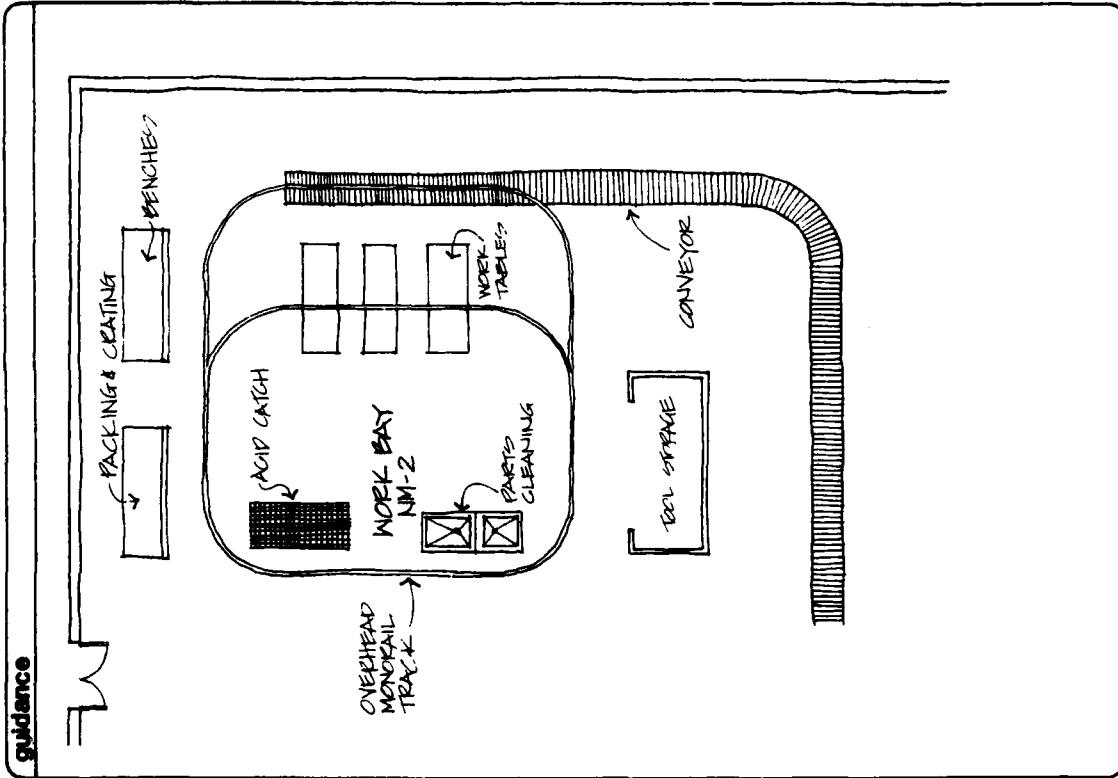 guidance
PACKING & CRATING
BENCHES
ACID CATCH
WORK BAY
NM-2
PARTS
CLEANING
WORK
TABLES
OVERHEAD
MONORAIL
TRACK
CONVEYOR
TOOL STORAGE